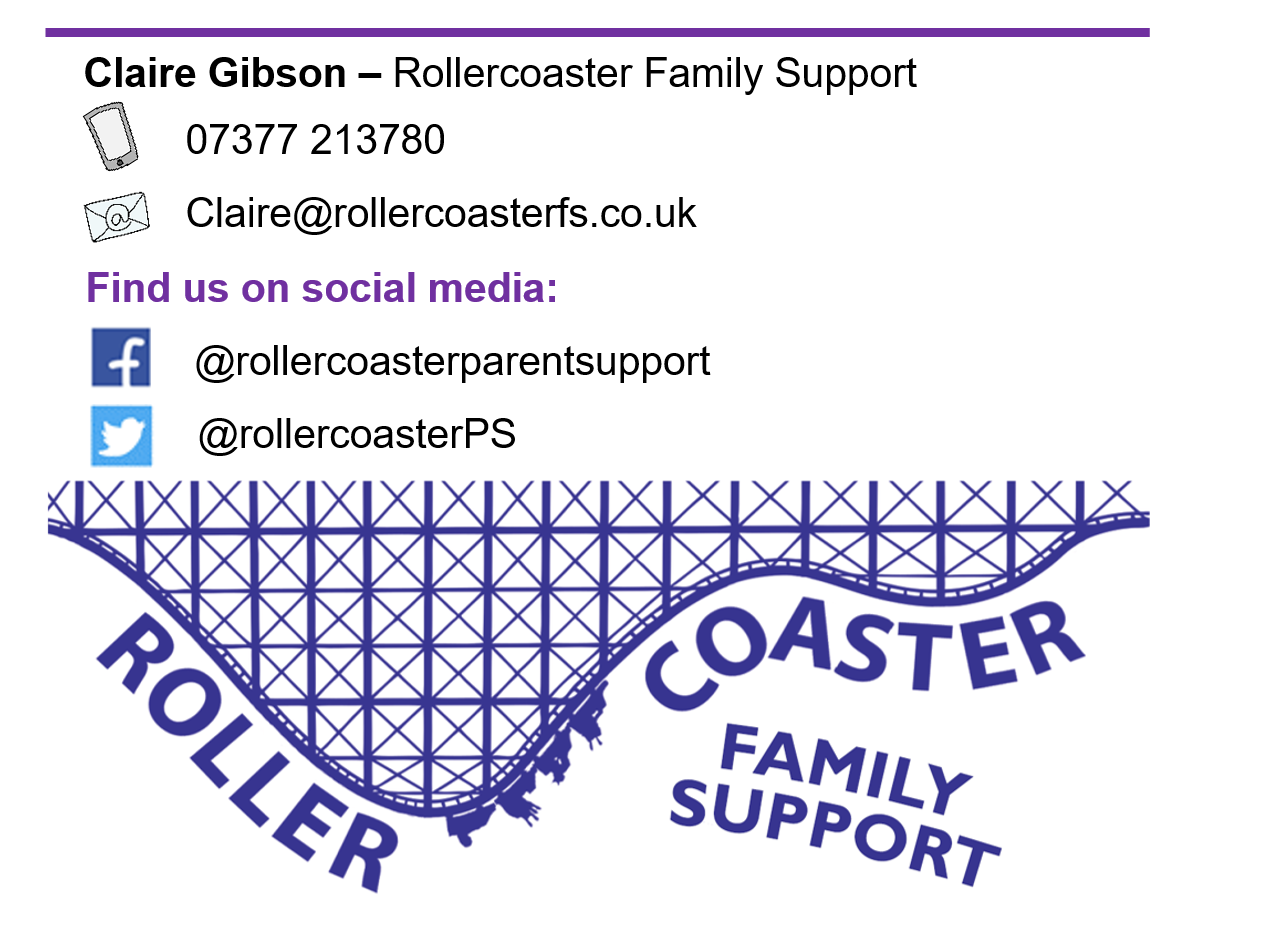 Claire Gibson – Rollercoaster Family Support
07377 213780
Claire@rollercoasterfs.co.uk
Find us on social media:
@rollercoasterparentsupport
@rollercoasterPS
ROLLER
COASTER
FAMILY
SUPPORT